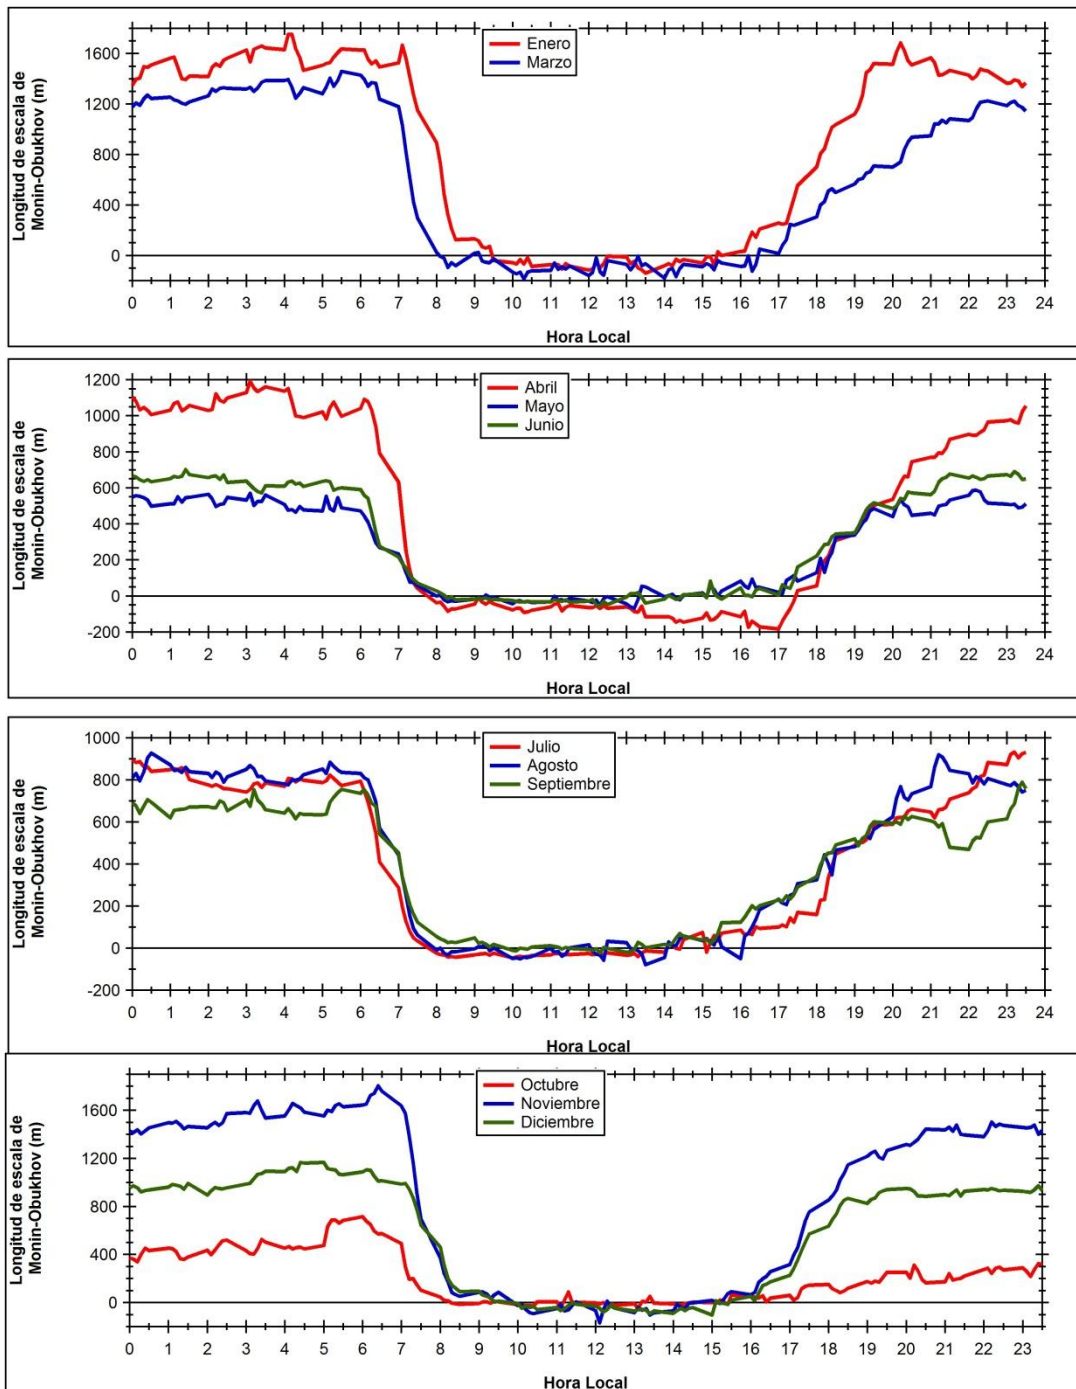 Longitud de escala de
Monin-Obukhov (m)
1600
1200
800
400
0
Enero
Marzo
0 1 2 3 4 5 6 7 8 9 10 11 12 13 14 15 16 17 18 19 20 21 22 23 24
Hora Local
Longitud de escala de
Monin-Obukhov (m)
1200
1000
800
600
400
200
0
-200
Abril
Mayo
Junio
0 1 2 3 4 5 6 7 8 9 10 11 12 13 14 15 16 17 18 19 20 21 22 23 24
Hora Local
Longitud de escala de
Monin-Obukhov (m)
1000
800
600
400
200
0
-200
Julio
Agosto
Septiembre
0 1 2 3 4 5 6 7 8 9 10 11 12 13 14 15 16 17 18 19 20 21 22 23 24
Hora Local
Longitud de escala de
Monin-Obukhov (m)
1600
1200
800
400
0
Octubre
Noviembre
Diciembre
0 1 2 3 4 5 6 7 8 9 10 11 12 13 14 15 16 17 18 19 20 21 22 23
Hora Local